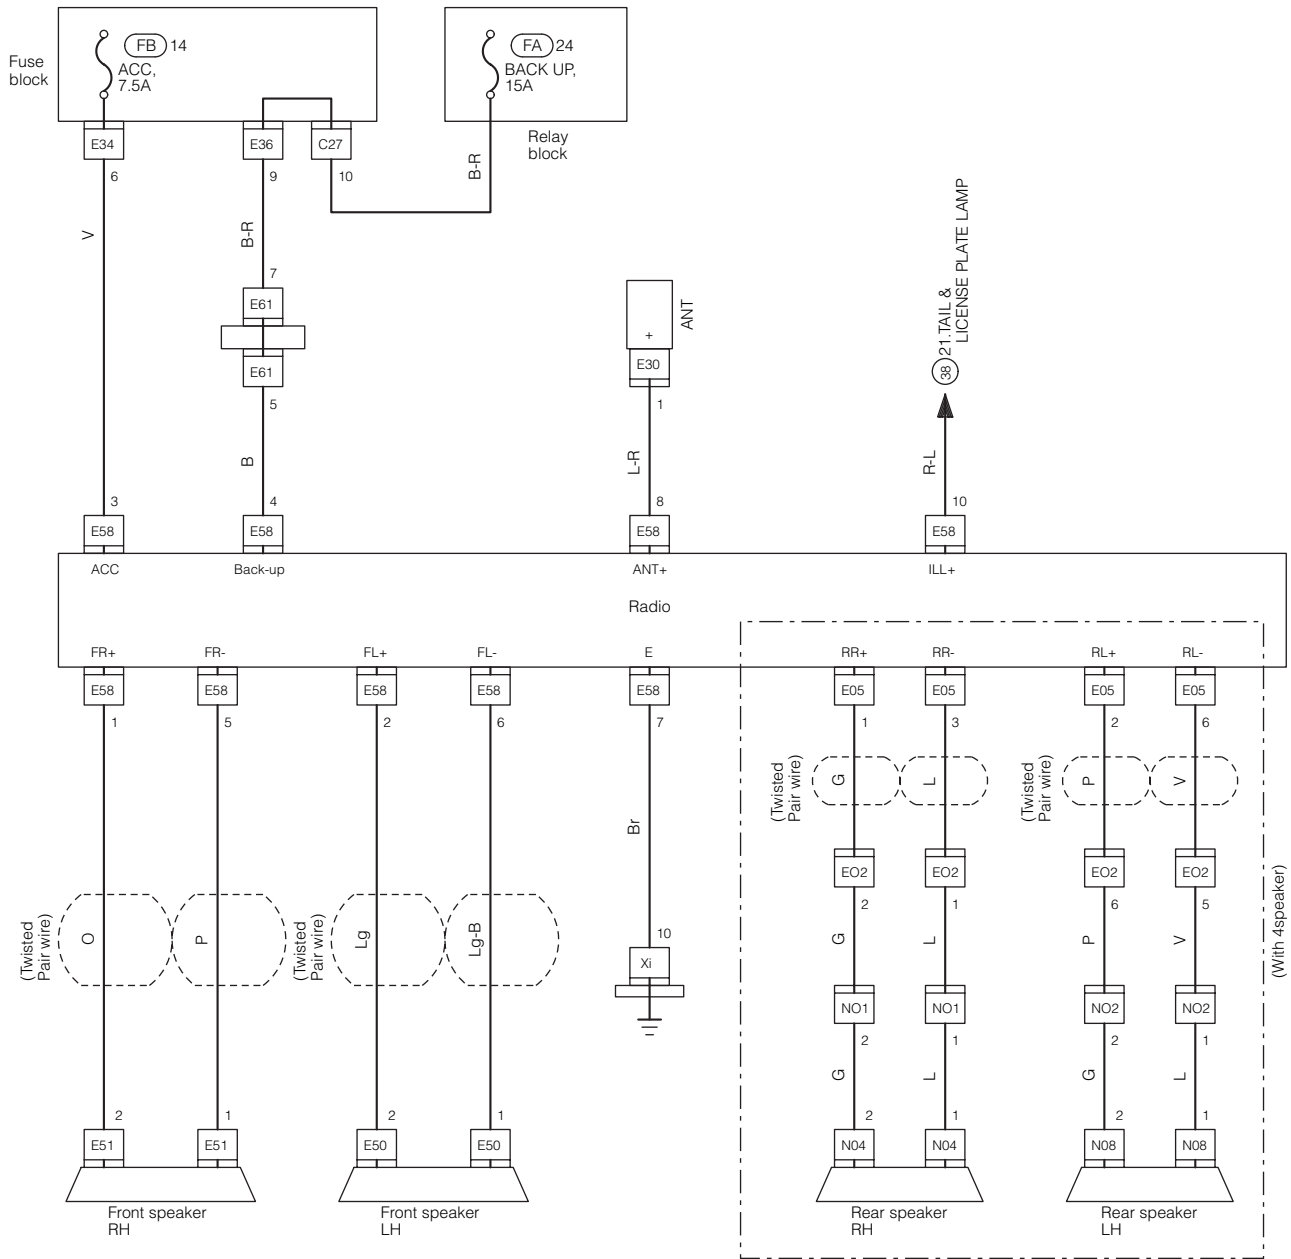 Fuse
block
FB 14
ACC,
7.5A
FA 24
BACK UP,
15A
Relay
block
E34
E36
C27
6
9
10
B-R
V
B-R
7
E61
E61
5
B
ANT
+
E30
1
L-R
21.TAIL &
LICENSE PLATE LAMP
38
R-L
3
4
8
10
E58
E58
E58
E58
ACC
Back-up
ANT+
ILL+
Radio
FR+
FR-
FL+
FL-
E
RR+
RR-
RL+
RL-
E58
E58
E58
E58
E58
E05
E05
E05
E05
1
5
2
6
7
1
3
2
6
(Twisted
Pair wire)
G
L
(Twisted
Pair wire)
P
V
Br
EO2
EO2
EO2
EO2
2
1
6
5
(Twisted
Pair wire)
O
P
(Twisted
Pair wire)
Lg
Lg-B
10
Xi
G
L
P
V
(With 4speaker)
NO1
NO1
NO2
NO2
2
1
2
1
G
L
G
L
2
1
2
1
2
1
2
1
E51
E51
E50
E50
N04
N04
N08
N08
Front speaker
RH
Front speaker
LH
Rear speaker
RH
Rear speaker
LH